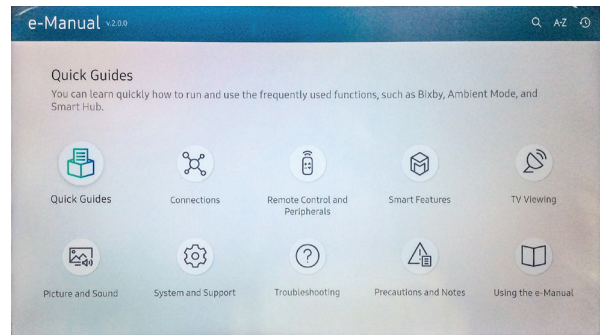 e-Manual v.2.0.0
A-Z
Quick Guides
You can learn quickly how to run and use the frequently used functions, such as Bixby, Ambient Mode, and
Smart Hub.
Quick Guides
Connections
Remote Control and
Peripherals
Smart Features
TV Viewing
Picture and Sound
System and Support
Troubleshooting
Precautions and Notes
Using the e-Manual